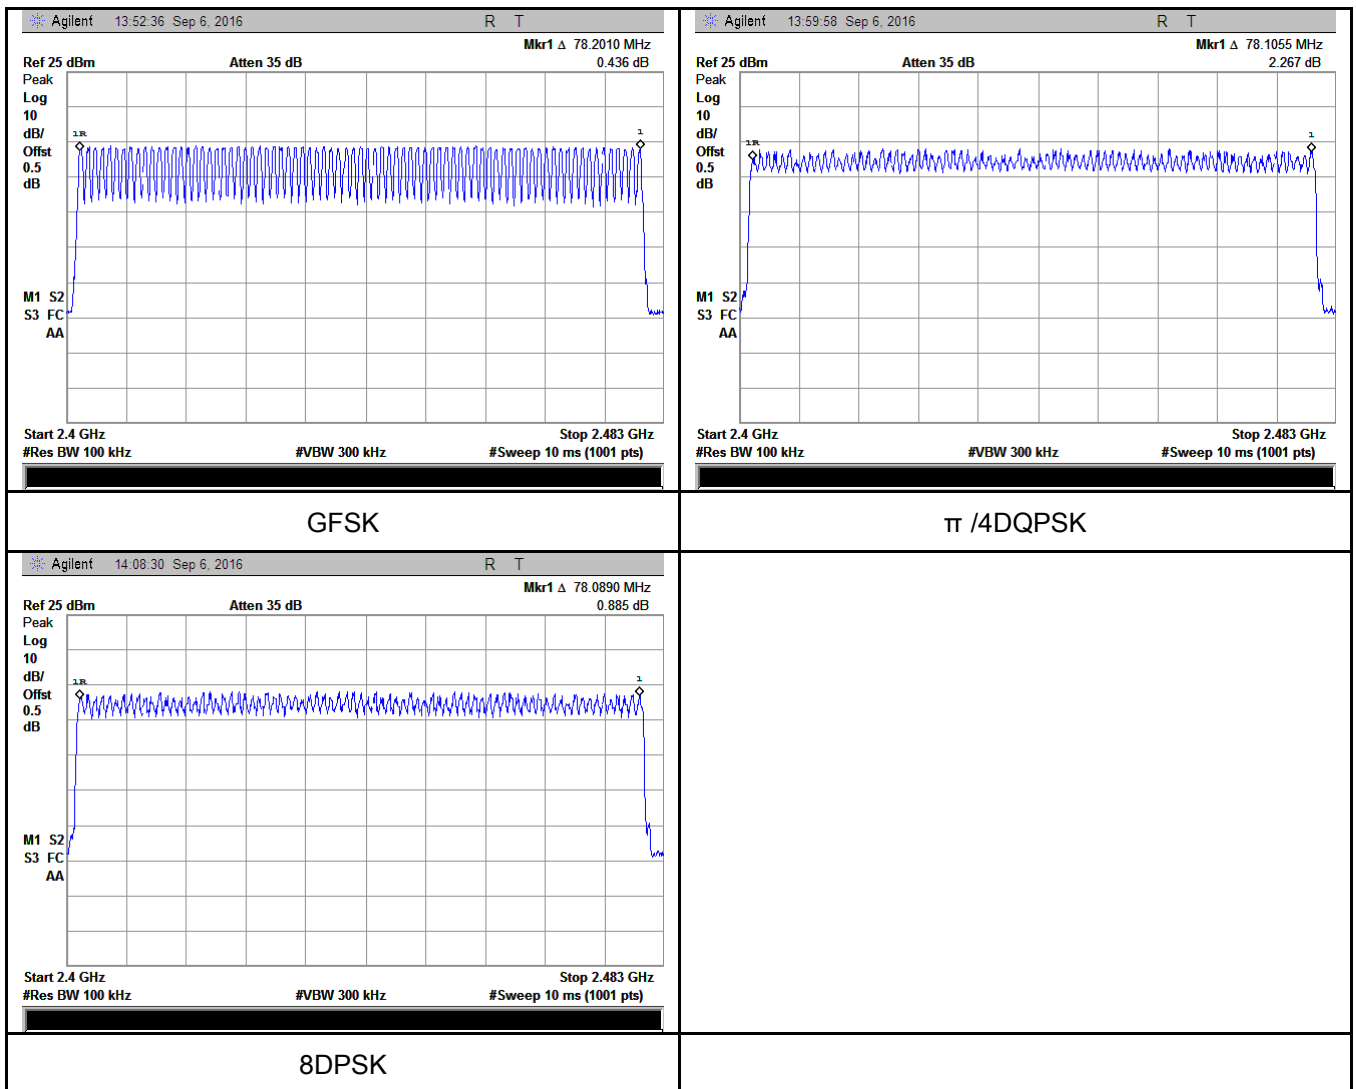 Agilent 13:52:36 Sep 6, 2016 R T
Mkr1 Δ 78.2010 MHz
Ref 25 dBm Atten 35 dB 0.436 dB
Peak
Log
10
dB/
Offst
0.5
dB
1R 1
M1 S2
S3 FC
AA
Start 2.4 GHz Stop 2.483 GHz
#Res BW 100 kHz #VBW 300 kHz #Sweep 10 ms (1001 pts)
GFSK
Agilent 13:59:58 Sep 6, 2016 R T
Mkr1 Δ 78.1055 MHz
Ref 25 dBm Atten 35 dB 2.267 dB
Peak
Log
10
dB/
Offst
0.5
dB
1R 1
M1 S2
S3 FC
AA
Start 2.4 GHz Stop 2.483 GHz
#Res BW 100 kHz #VBW 300 kHz #Sweep 10 ms (1001 pts)
π /4DQPSK
Agilent 14:08:30 Sep 6, 2016 R T
Mkr1 Δ 78.0890 MHz
Ref 25 dBm Atten 35 dB 0.885 dB
Peak
Log
10
dB/
Offst
0.5
dB
1R 1
M1 S2
S3 FC
AA
Start 2.4 GHz Stop 2.483 GHz
#Res BW 100 kHz #VBW 300 kHz #Sweep 10 ms (1001 pts)
8DPSK